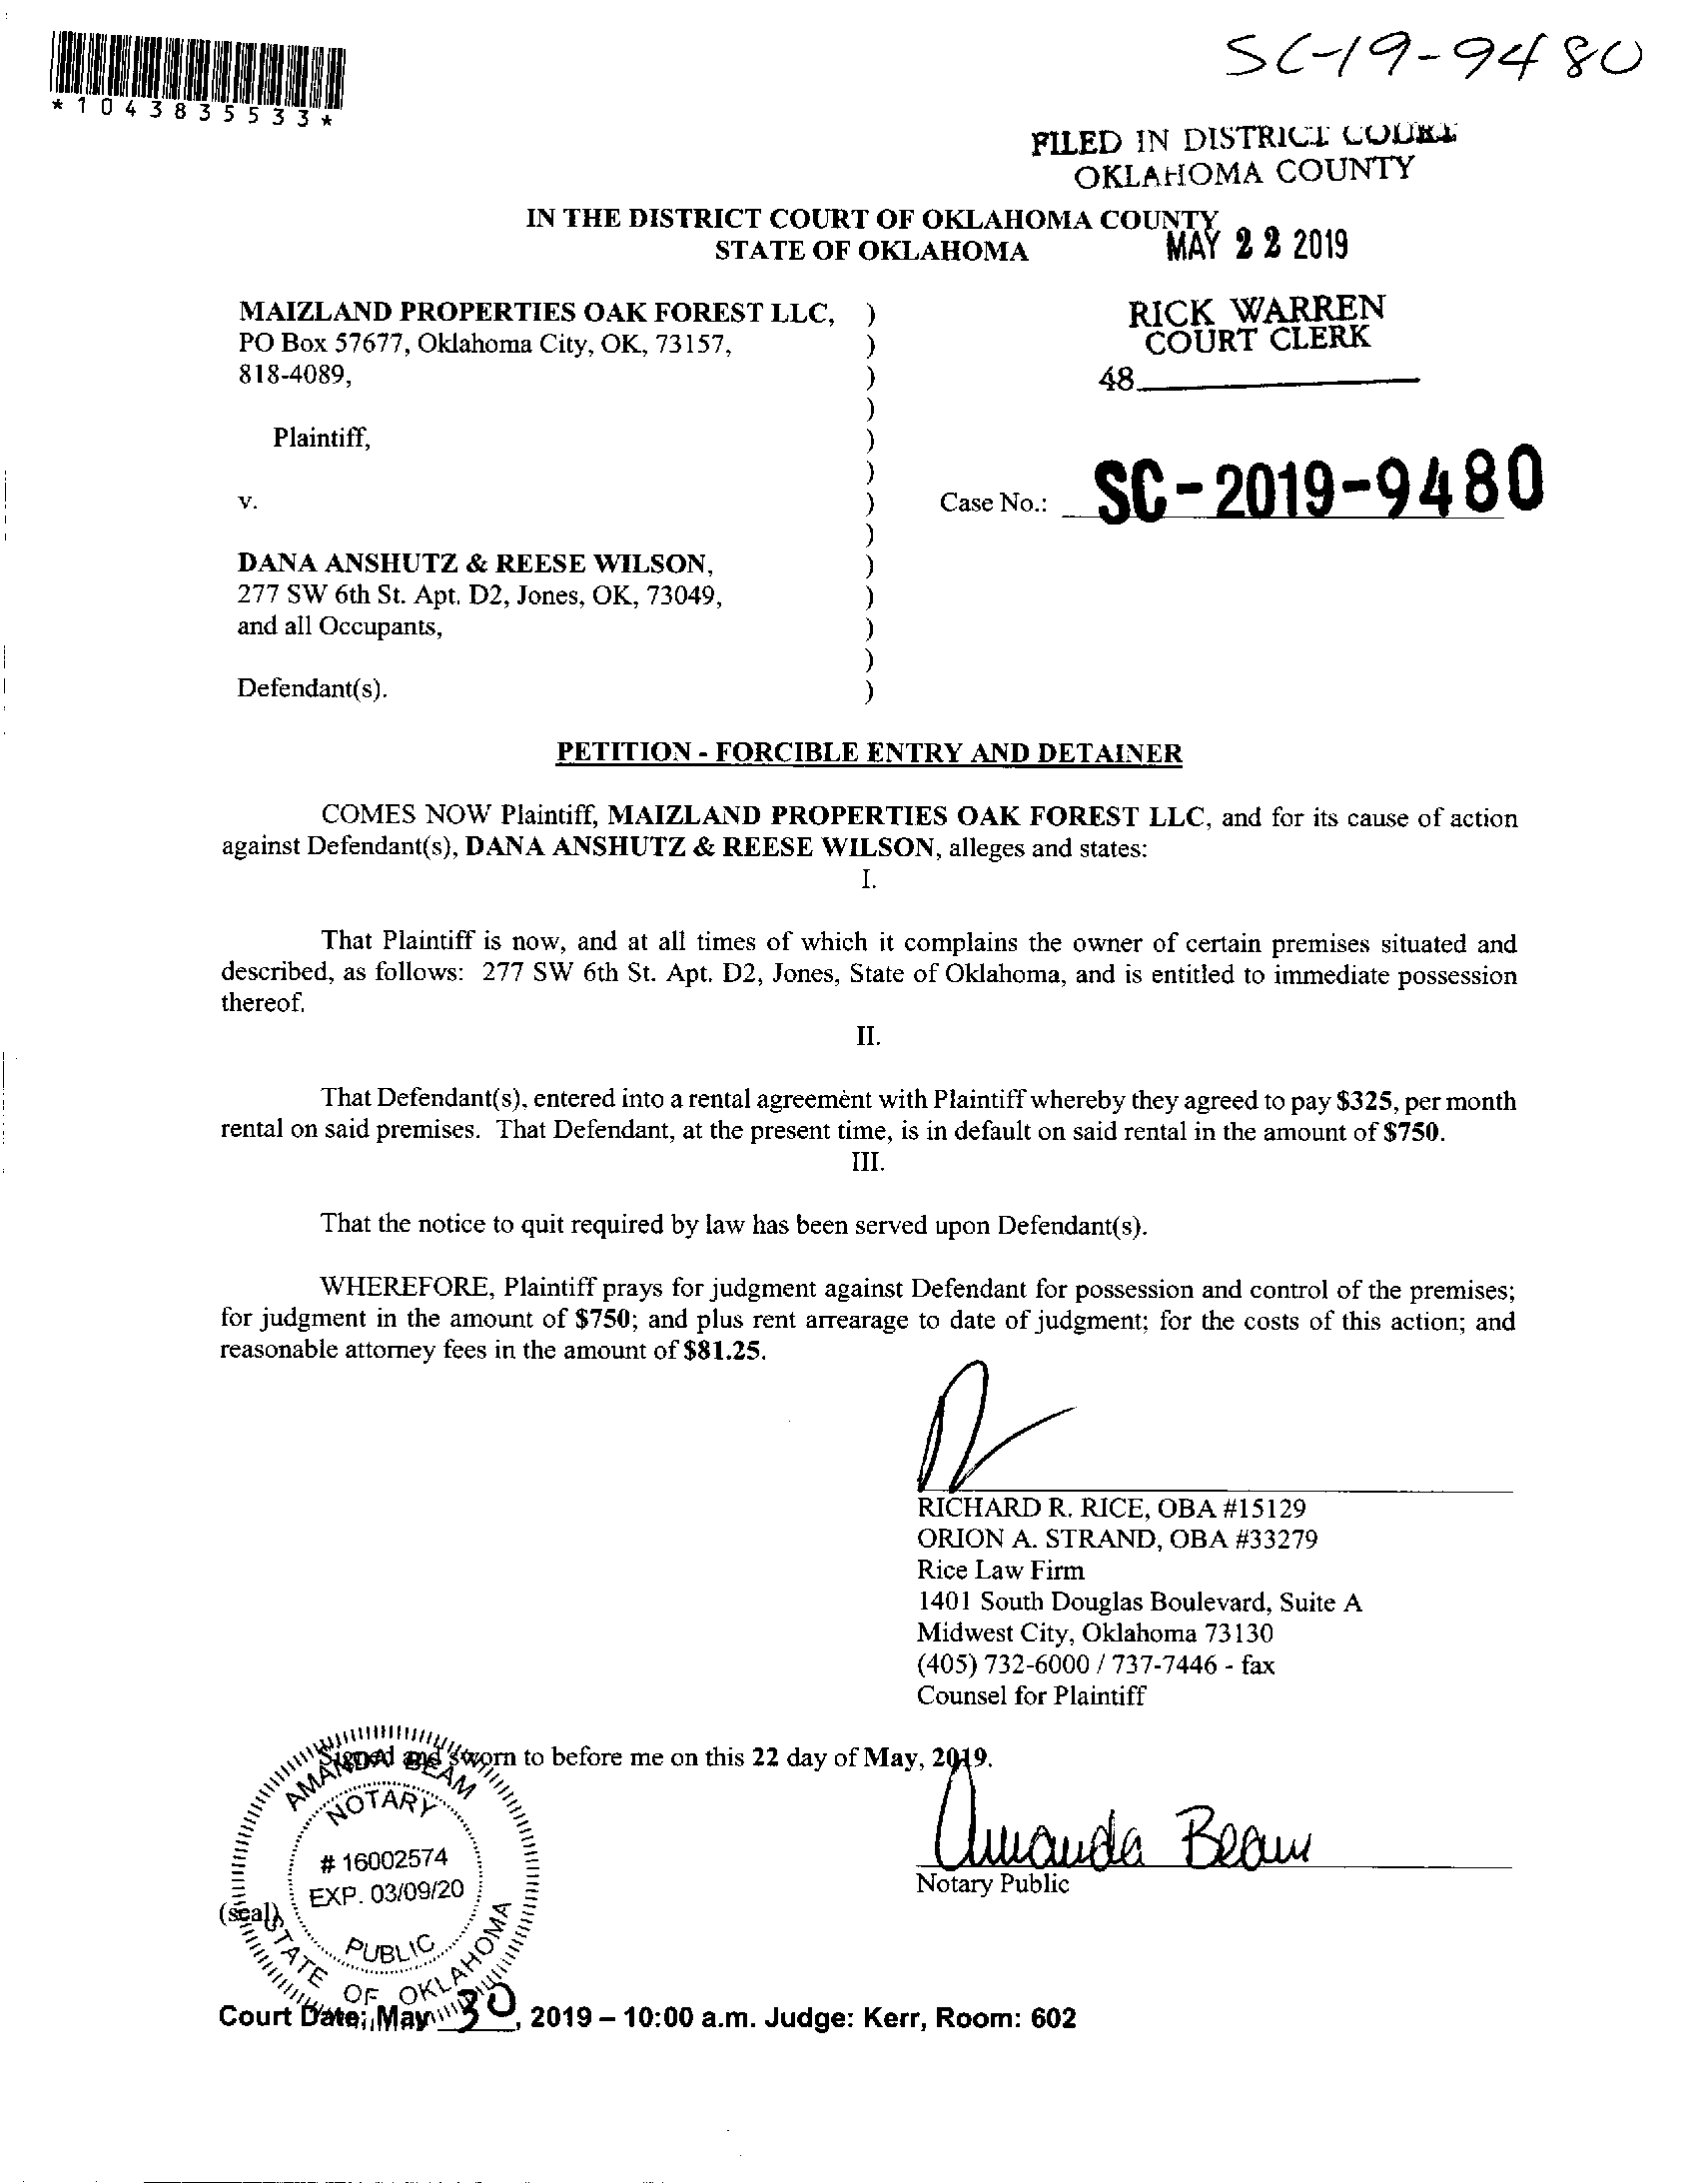 SC-19-9480
*1043835533*
FILED IN DISTRICT COURT
OKLAHOMA COUNTY
IN THE DISTRICT COURT OF OKLAHOMA COUNTY
STATE OF OKLAHOMA
MAY 22 2019
MAIZLAND PROPERTIES OAK FOREST LLC, )
PO Box 57677, Oklahoma City, OK, 73157, )
818-4089, )
)
Plaintiff, )
)
v. )
)
DANA ANSHUTZ & REESE WILSON, )
277 SW 6th St. Apt. D2, Jones, OK, 73049, )
and all Occupants, )
)
Defendant(s). )
RICK WARREN
COURT CLERK
48
Case No.: SC-2019-9480
PETITION - FORCIBLE ENTRY AND DETAINER
COMES NOW Plaintiff, MAIZLAND PROPERTIES OAK FOREST LLC, and for its cause of action
against Defendant(s), DANA ANSHUTZ & REESE WILSON, alleges and states:
I.
That Plaintiff is now, and at all times of which it complains the owner of certain premises situated and
described, as follows: 277 SW 6th St. Apt. D2, Jones, State of Oklahoma, and is entitled to immediate possession
thereof.
II.
That Defendant(s), entered into a rental agreement with Plaintiff whereby they agreed to pay $325, per month
rental on said premises. That Defendant, at the present time, is in default on said rental in the amount of $750.
III.
That the notice to quit required by law has been served upon Defendant(s).
WHEREFORE, Plaintiff prays for judgment against Defendant for possession and control of the premises;
for judgment in the amount of $750; and plus rent arrearage to date of judgment; for the costs of this action; and
reasonable attorney fees in the amount of $81.25.
RICHARD R. RICE, OBA #15129
ORION A. STRAND, OBA #33279
Rice Law Firm
1401 South Douglas Boulevard, Suite A
Midwest City, Oklahoma 73130
(405) 732-6000 / 737-7446 - fax
Counsel for Plaintiff
Signed and sworn to before me on this 22 day of May, 2019.
Amanda Beam
Notary Public
AMANDA BEAM
NOTARY
# 16002574
EXP. 03/09/20
PUBLIC
STATE OF OKLAHOMA
(seal)
Court Date: May 30, 2019 – 10:00 a.m. Judge: Kerr, Room: 602